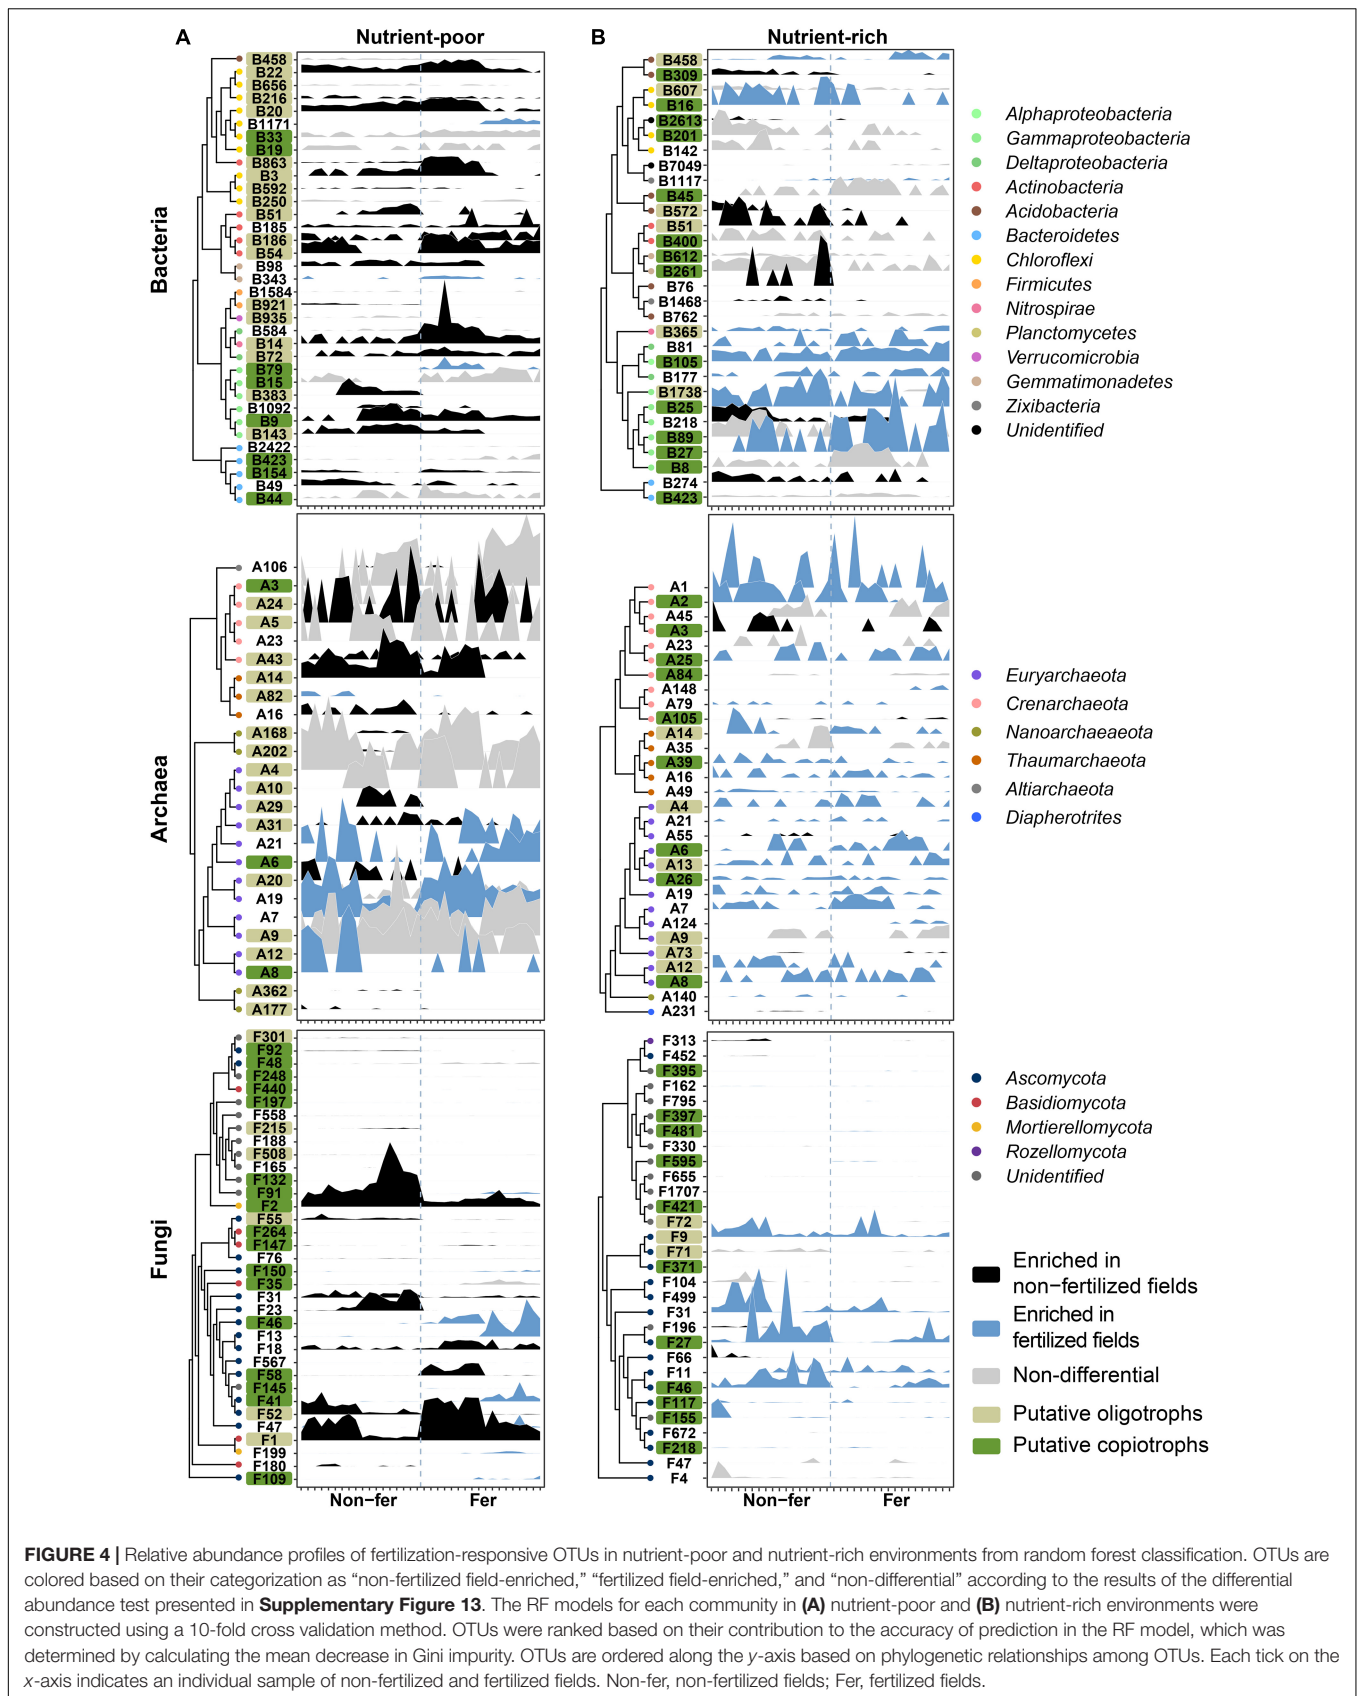 A
Nutrient-poor
B
Nutrient-rich
Bacteria
B458
B22
B656
B216
B20
B1171
B33
B19
B863
B3
B592
B250
B51
B185
B186
B54
B98
B343
B1584
B921
B935
B584
B14
B72
B79
B15
B383
B1092
B9
B143
B2422
B423
B154
B49
B44
B458
B309
B607
B16
B2613
B201
B142
B7049
B1117
B45
B572
B51
B400
B612
B261
B76
B1468
B762
B365
B81
B105
B177
B1738
B25
B218
B89
B27
B8
B274
B423
Alphaproteobacteria
Gammaproteobacteria
Deltaproteobacteria
Actinobacteria
Acidobacteria
Bacteroidetes
Chloroflexi
Firmicutes
Nitrospirae
Planctomycetes
Verrucomicrobia
Gemmatimonadetes
Zixibacteria
Unidentified
Archaea
A106
A3
A24
A5
A23
A43
A14
A82
A16
A168
A202
A4
A10
A29
A31
A21
A6
A20
A19
A7
A9
A12
A8
A362
A177
A1
A2
A45
A3
A23
A25
A84
A148
A79
A105
A14
A35
A39
A16
A49
A4
A21
A55
A6
A13
A26
A19
A7
A124
A9
A73
A12
A8
A140
A231
Euryarchaeota
Crenarchaeota
Nanoarchaeaeota
Thaumarchaeota
Altiarchaeota
Diapherotrites
Fungi
F301
F92
F48
F248
F440
F197
F558
F215
F188
F508
F165
F132
F91
F2
F55
F264
F147
F76
F150
F35
F31
F23
F46
F13
F18
F567
F58
F145
F41
F52
F47
F1
F199
F180
F109
F313
F452
F395
F162
F795
F397
F481
F330
F595
F655
F1707
F421
F72
F9
F71
F371
F104
F499
F31
F196
F27
F66
F11
F46
F117
F155
F672
F218
F47
F4
Ascomycota
Basidiomycota
Mortierellomycota
Rozellomycota
Unidentified
Enriched in
non−fertilized fields
Enriched in
fertilized fields
Non-differential
Putative oligotrophs
Putative copiotrophs
Non−fer
Fer
Non−fer
Fer
FIGURE 4 | Relative abundance profiles of fertilization-responsive OTUs in nutrient-poor and nutrient-rich environments from random forest classification. OTUs are
colored based on their categorization as “non-fertilized field-enriched,” “fertilized field-enriched,” and “non-differential” according to the results of the differential
abundance test presented in Supplementary Figure 13. The RF models for each community in (A) nutrient-poor and (B) nutrient-rich environments were
constructed using a 10-fold cross validation method. OTUs were ranked based on their contribution to the accuracy of prediction in the RF model, which was
determined by calculating the mean decrease in Gini impurity. OTUs are ordered along the y-axis based on phylogenetic relationships among OTUs. Each tick on the
x-axis indicates an individual sample of non-fertilized and fertilized fields. Non-fer, non-fertilized fields; Fer, fertilized fields.